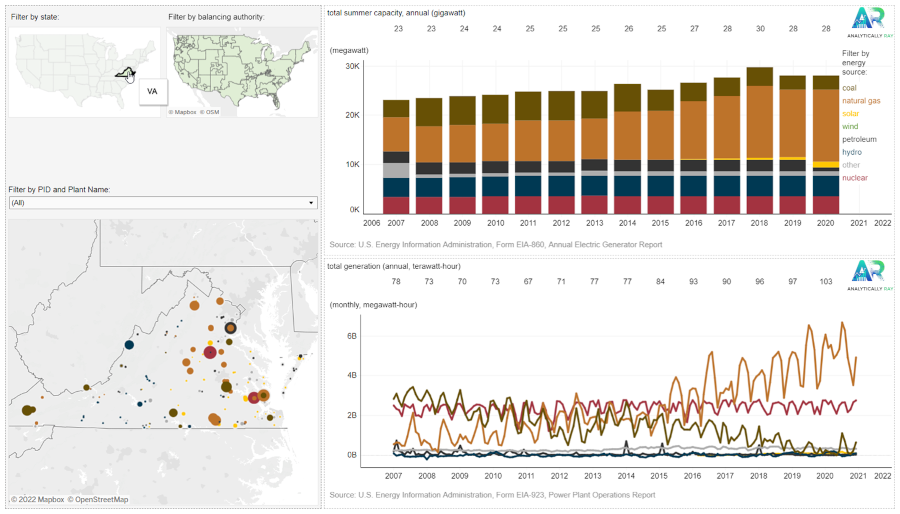 Filter by state:
Filter by balancing authority:
VA
© Mapbox © OSM
Filter by PID and Plant Name:
(All)
© 2022 Mapbox © OpenStreetMap
total summer capacity, annual (gigawatt)
23 23 24 24 25 25 25 26 25 27 28 30 28 28
AR
ANALYTICALLY RAY
(megawatt)
30K
20K
10K
0K
2006 2007 2008 2009 2010 2011 2012 2013 2014 2015 2016 2017 2018 2019 2020 2021 2022
Filter by
energy
source:
coal
natural gas
solar
wind
petroleum
hydro
other
nuclear
Source: U.S. Energy Information Administration, Form EIA-860, Annual Electric Generator Report
total generation (annual, terawatt-hour)
78 73 70 73 67 71 77 77 84 93 90 96 97 103
AR
ANALYTICALLY RAY
(monthly, megawatt-hour)
6B
4B
2B
0B
2007 2008 2009 2010 2011 2012 2013 2014 2015 2016 2017 2018 2019 2020 2021
Source: U.S. Energy Information Administration, Form EIA-923, Power Plant Operations Report